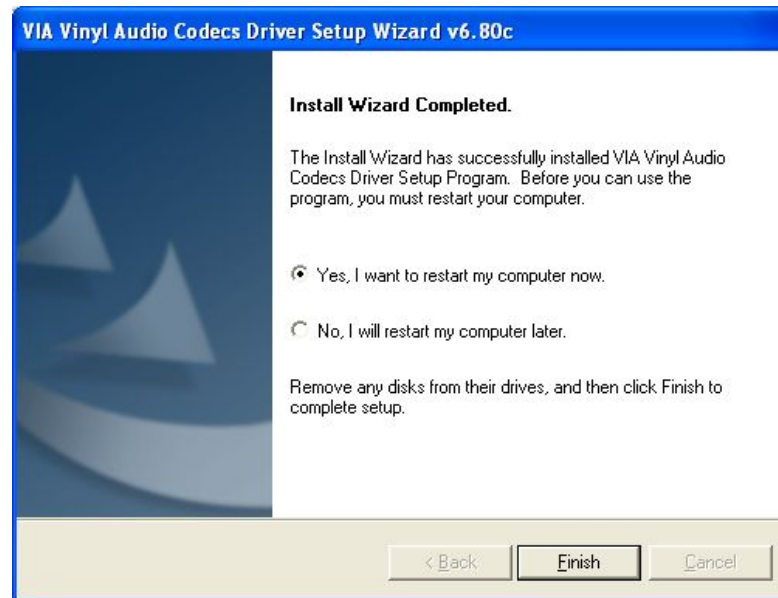 VIA Vinyl Audio Codecs Driver Setup Wizard v6.80c
Install Wizard Completed.
The Install Wizard has successfully installed VIA Vinyl Audio
Codecs Driver Setup Program. Before you can use the
program, you must restart your computer.
Yes, I want to restart my computer now.
No, I will restart my computer later.
Remove any disks from their drives, and then click Finish to
complete setup.
< Back
Finish
Cancel